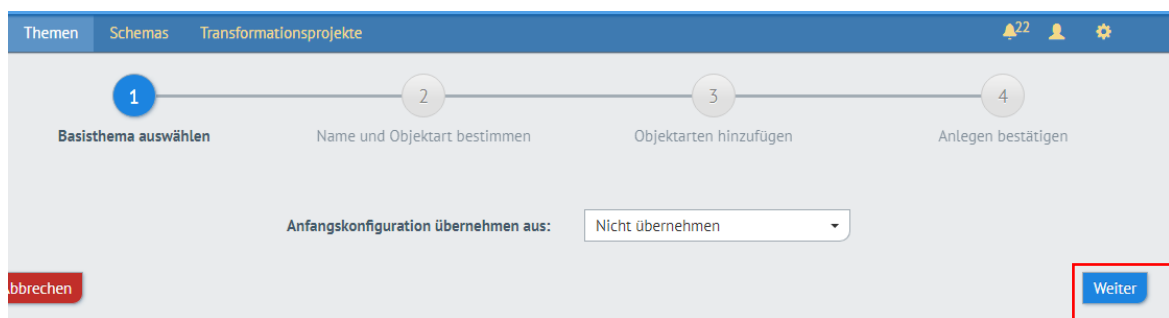 Themen Schemas Transformationsprojekte 22
1 2 3 4
Basisthema auswählen Name und Objektart bestimmen Objektarten hinzufügen Anlegen bestätigen
Anfangskonfiguration übernehmen aus: Nicht übernehmen
bbrechen Weiter